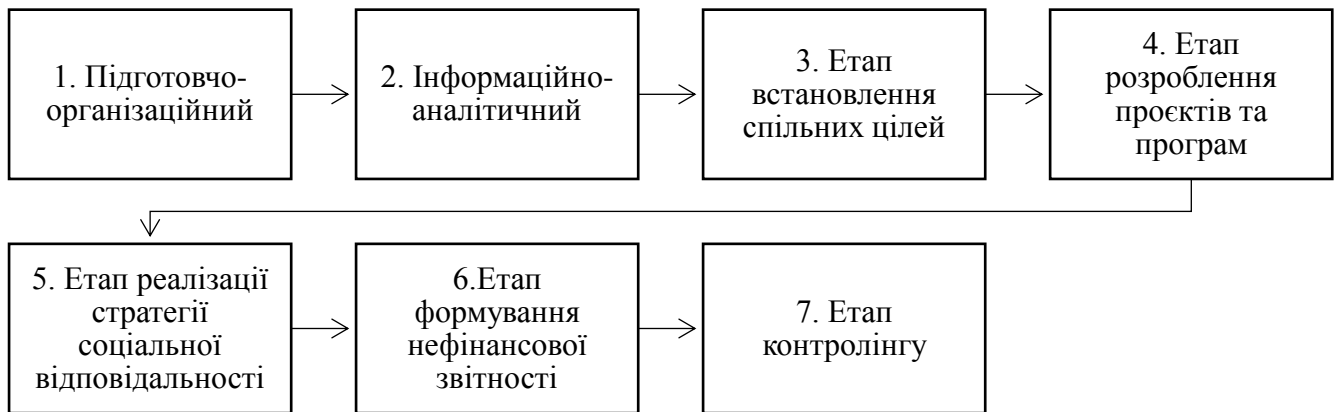 1. Підготовчо-
організаційний
2. Інформаційно-
аналітичний
3. Етап
встановлення
спільних цілей
4. Етап
розроблення
проєктів та
програм
5. Етап реалізації
стратегії
соціальної
відповідальності
6.Етап
формування
нефінансової
звітності
7. Етап
контролінгу